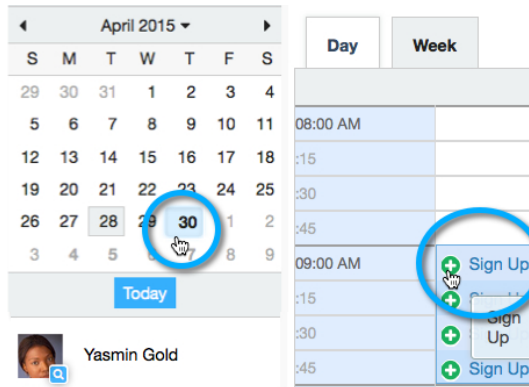 April 2015
S M T W T F S
29 30 31 1 2 3 4
5 6 7 8 9 10 11
12 13 14 15 16 17 18
19 20 21 22 23 24 25
26 27 28 29 30 1 2
3 4 5 6 7 8 9
Today
Yasmin Gold
Day Week
08:00 AM
:15
:30
:45
09:00 AM Sign Up
:15 Sign Up
:30
Sign
Up
:45 Sign Up